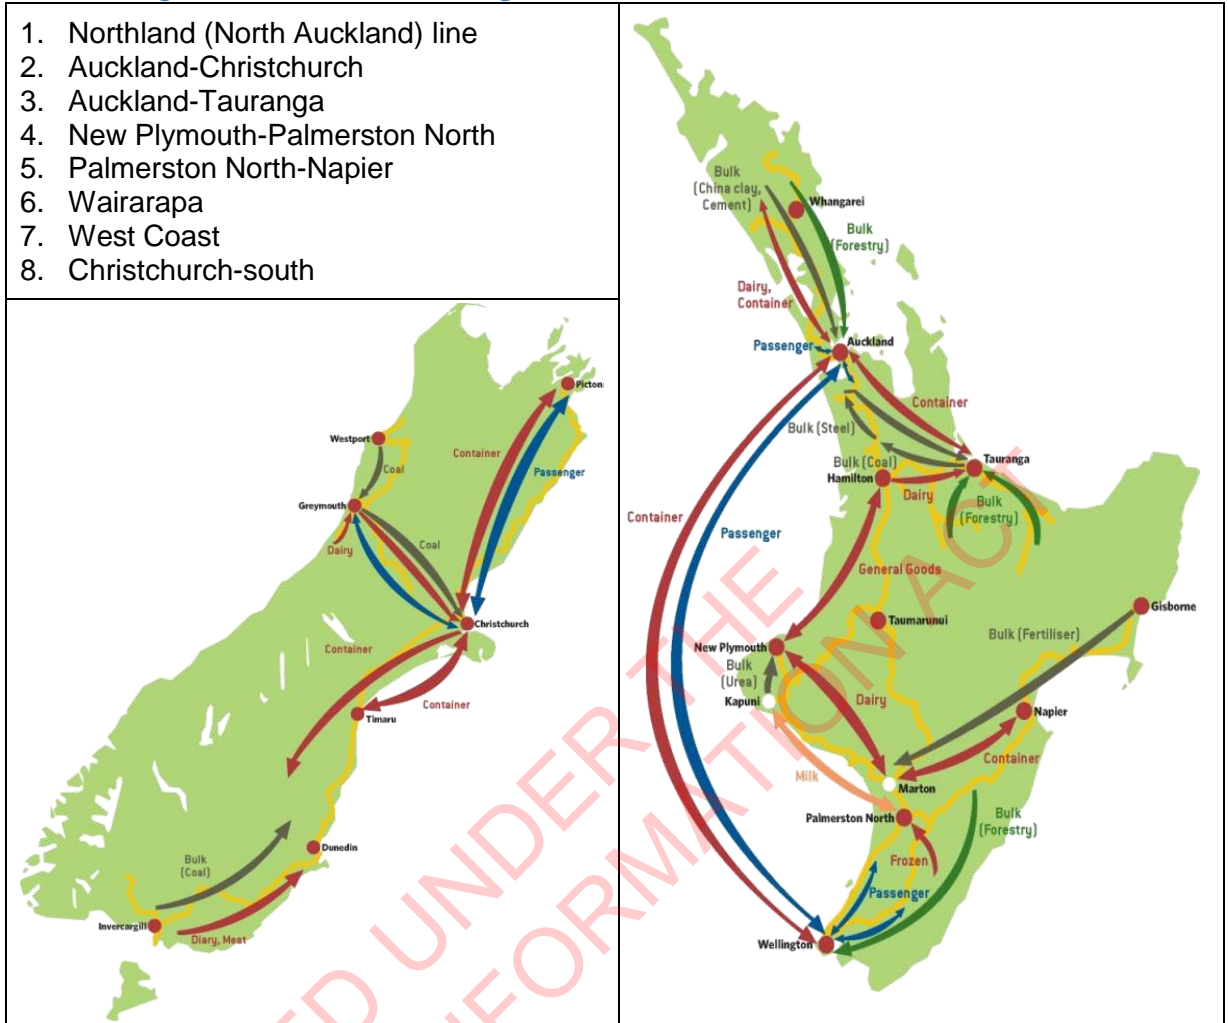 1. Northland (North Auckland) line
2. Auckland-Christchurch
3. Auckland-Tauranga
4. New Plymouth-Palmerston North
5. Palmerston North-Napier
6. Wairarapa
7. West Coast
8. Christchurch-south
Picton
Westport
Coal
Container
Passenger
Greymouth
Dairy
Coal
Christchurch
Container
Container
Timaru
Dunedin
Bulk
(Coal)
Invercargill
Diary, Meat
Bulk
(China clay,
Cement)
Whangarei
Bulk
(Forestry)
Dairy,
Container
Passenger
Auckland
Container
Bulk (Steel)
Bulk (Coal)
Tauranga
Hamilton
Dairy
Bulk
(Forestry)
Container
Passenger
General Goods
Gisborne
Taumarunui
Bulk (Fertiliser)
New Plymouth
Bulk
(Urea)
Kapuni
Dairy
Napier
Container
Milk
Marton
Palmerston North
Bulk
(Forestry)
Frozen
Passenger
Wellington
UNDER THE
INFORMATION ACT